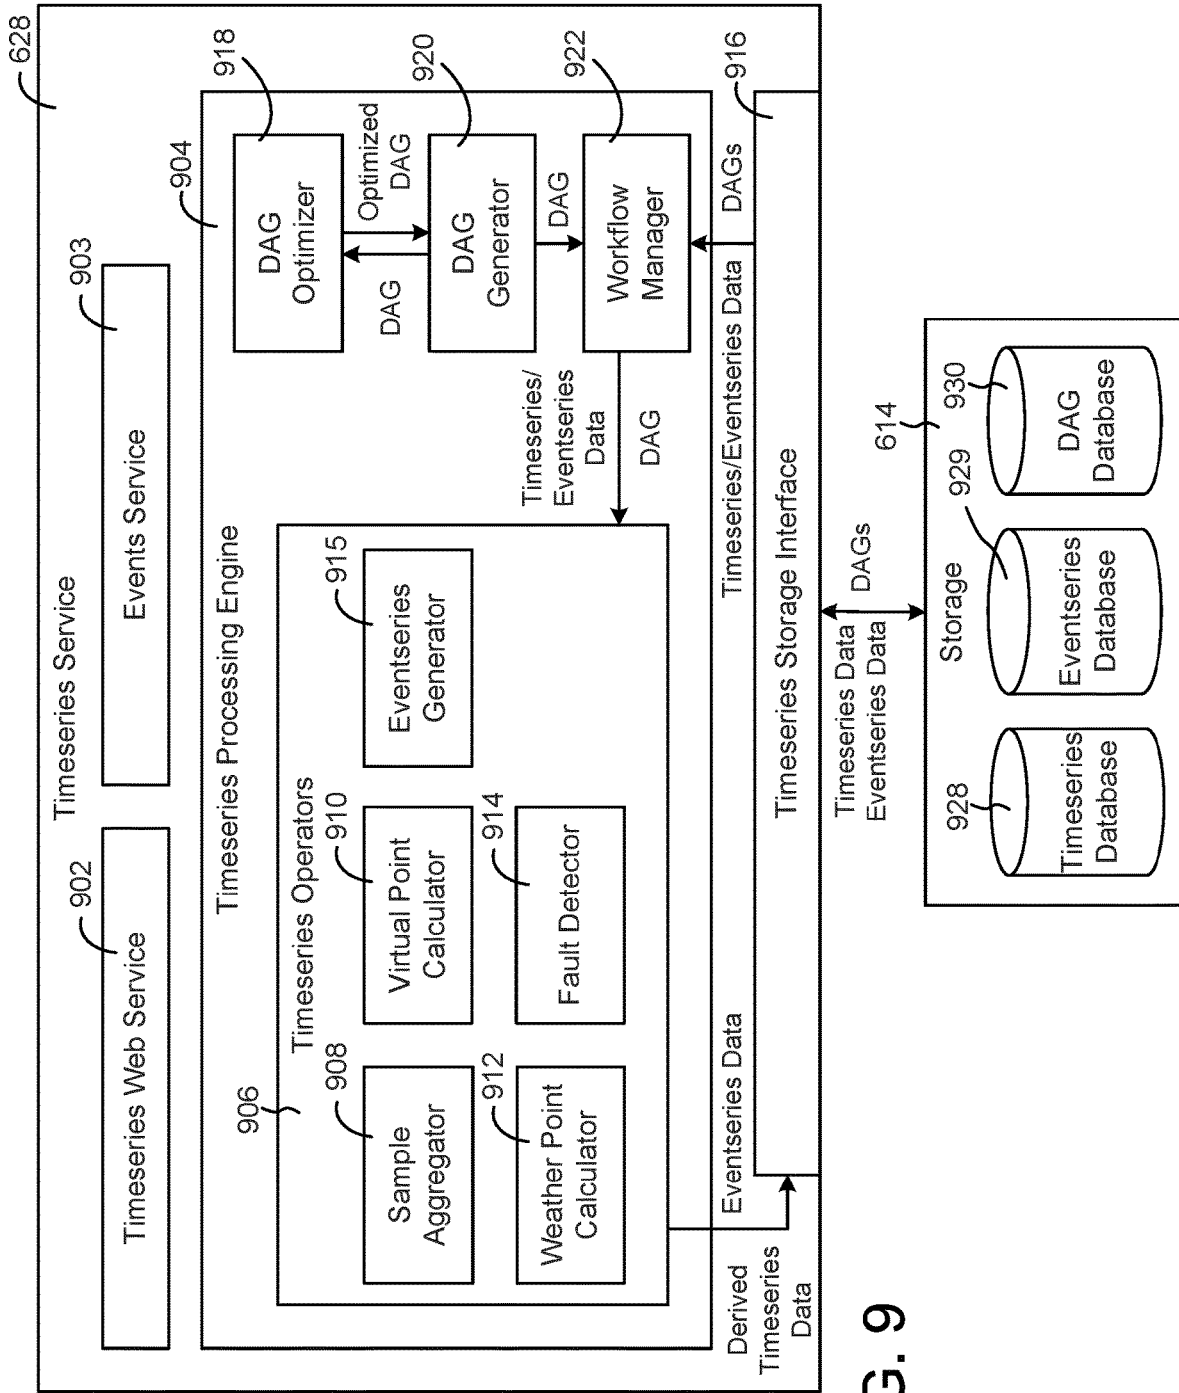 628
Timeseries Service
Timeseries Web Service
902
Events Service
903
904
Timeseries Processing Engine
906
Timeseries Operators
Sample
Aggregator
908
Virtual Point
Calculator
910
Eventseries
Generator
915
Weather Point
Calculator
912
Fault Detector
914
DAG
Optimizer
918
DAG
Optimized
DAG
DAG
Generator
920
DAG
Workflow
Manager
922
Timeseries/
Eventseries
Data
DAG
Timeseries/Eventseries Data
DAGs
Derived
Timeseries
Data
Eventseries Data
Timeseries Storage Interface
916
Timeseries Data
Eventseries Data
DAGs
614
Storage
928
Timeseries
Database
929
Eventseries
Database
930
DAG
Database
G. 9